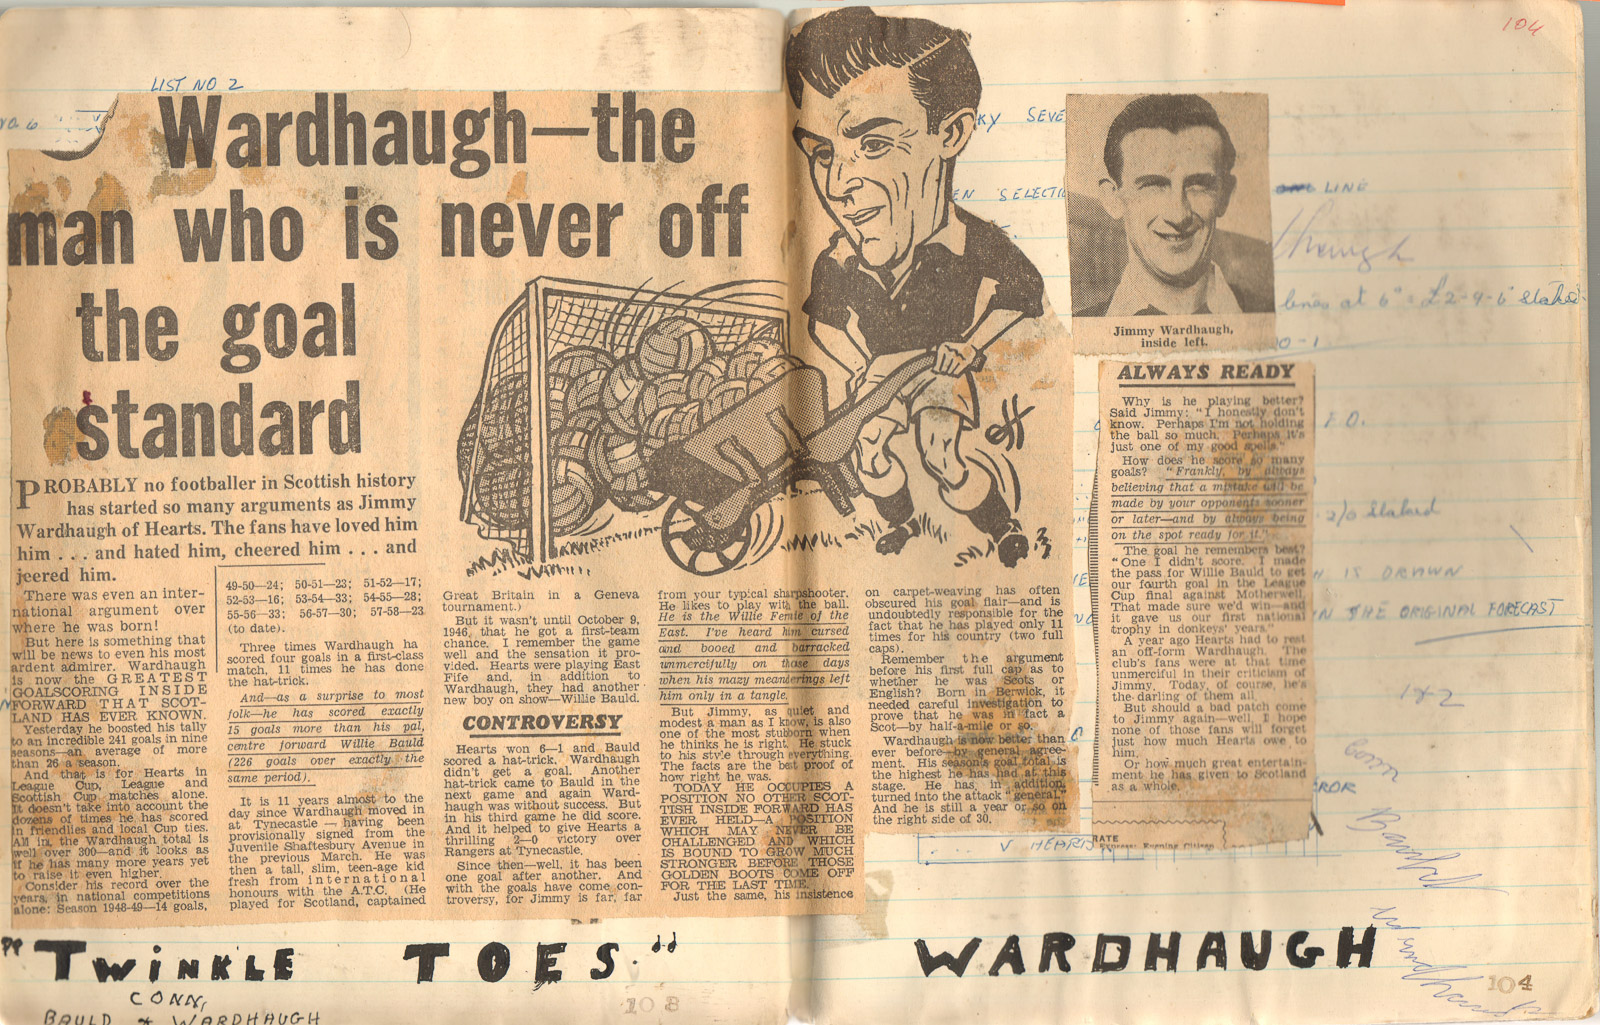 104
LIST NO 2
NO 6
Wardhaugh—the
man who is never off
the goal
standard
PROBABLY no footballer in Scottish history
has started so many arguments as Jimmy
Wardhaugh of Hearts. The fans have loved him
him . . . and hated him, cheered him . . . and
jeered him.
There was even an inter-
national argument over
where he was born!
But here is something that
will be news to even his most
ardent admirer. Wardhaugh
is now the GREATEST
GOALSCORING INSIDE
FORWARD THAT SCOT-
LAND HAS EVER KNOWN.
Yesterday he boosted his tally
to an incredible 241 goals in nine
seasons—an average of more
than 26 a season.
And that is for Hearts in
League Cup, League and
Scottish Cup matches alone.
It doesn't take into account the
dozens of times he has scored
in friendlies and local Cup ties.
All in, the Wardhaugh total is
well over 300—and it looks as
if he has many more years yet
to raise it even higher.
Consider his record over the
years, in national competitions
alone: Season 1948-49—14 goals,
49-50—24; 50-51—23; 51-52—17;
52-53—16; 53-54—33; 54-55—28;
55-56—33; 56-57—30; 57-58—23
(to date).
Three times Wardhaugh ha
scored four goals in a first-class
match, 11 times he has done
the hat-trick.
And—as a surprise to most
folk—he has scored exactly
15 goals more than his pal,
centre forward Willie Bauld
(226 goals over exactly the
same period).
It is 11 years almost to the
day since Wardhaugh moved in
at Tynecastle — having been
provisionally signed from the
Juvenile Shaftesbury Avenue in
the previous March. He was
then a tall, slim, teen-age kid
fresh from international
honours with the A.T.C. (He
played for Scotland, captained
Great Britain in a Geneva
tournament.)
But it wasn't until October 9,
1946, that he got a first-team
chance. I remember the game
well and the sensation it pro-
vided. Hearts were playing East
Fife and, in addition to
Wardhaugh, they had another
new boy on show—Willie Bauld.
CONTROVERSY
Hearts won 6—1 and Bauld
scored a hat-trick. Wardhaugh
didn't get a goal. Another
hat-trick came to Bauld in the
next game and again Ward-
haugh was without success. But
in his third game he did score.
And it helped to give Hearts a
thrilling 2—0 victory over
Rangers at Tynecastle.
Since then—well, it has been
one goal after another. And
with the goals have come con-
troversy, for Jimmy is far, far
from your typical sharpshooter.
He likes to play with the ball.
He is the Willie Fernie of the
East. I've heard him cursed
and booed and barracked
unmercifully on those days
when his mazy meanderings left
him only in a tangle.
But Jimmy, as quiet and
modest a man as I know, is also
one of the most stubborn when
he thinks he is right. He stuck
to his style through everything.
The facts are the best proof of
how right he was.
TODAY HE OCCUPIES A
POSITION NO OTHER SCOT-
TISH INSIDE FORWARD HAS
EVER HELD—A POSITION
WHICH MAY NEVER BE
CHALLENGED AND WHICH
IS BOUND TO GROW MUCH
STRONGER BEFORE THOSE
GOLDEN BOOTS COME OFF
FOR THE LAST TIME.
Just the same, his insistence
on carpet-weaving has often
obscured his goal flair—and is
undoubtedly responsible for the
fact that he has played only 11
times for his country (two full
caps).
Remember the argument
before his first full cap as to
whether he was Scots or
English? Born in Berwick, it
needed careful investigation to
prove that he was in fact a
Scot—by half-a-mile or so.
Wardhaugh is now better than
ever before—by general agree-
ment. His season's goal total is
the highest he has had at this
stage. He has, in addition,
turned into the attack "general."
And he is still a year or so on
the right side of 30.
Jimmy Wardhaugh,
inside left.
ALWAYS READY
Why is he playing better?
Said Jimmy: "I honestly don't
know. Perhaps I'm not holding
the ball so much. Perhaps it's
just one of my good spells."
How does he score so many
goals? "Frankly, by always
believing that a mistake will be
made by your opponents sooner
or later—and by always being
on the spot ready for it."
The goal he remembers best?
"One I didn't score. I made
the pass for Willie Bauld to get
our fourth goal in the League
Cup final against Motherwell.
That made sure we'd win—and
it gave us our first national
trophy in donkeys' years."
A year ago Hearts had to rest
an off-form Wardhaugh. The
club's fans were at that time
unmerciful in their criticism of
Jimmy. Today, of course, he's
the darling of them all.
But should a bad patch come
to Jimmy again—well, I hope
none of those fans will forget
just how much Hearts owe to
him.
Or how much great entertain-
ment he has given to Scotland
as a whole.
RATE
Express: Evening Citizen
KY SEVE
EN SELECTIO
LINE
lines at 6ᵈ = £2-9-6 Staked
0-1
2/0 Staked
IS DRAWN
THE ORIGINAL FORECAST
1x2
Conn
Bauld
Wardhaugh
V HEARTS
"TWINKLE TOES."
WARDHAUGH
CONN,
BAULD & WARDHAUGH
103
104